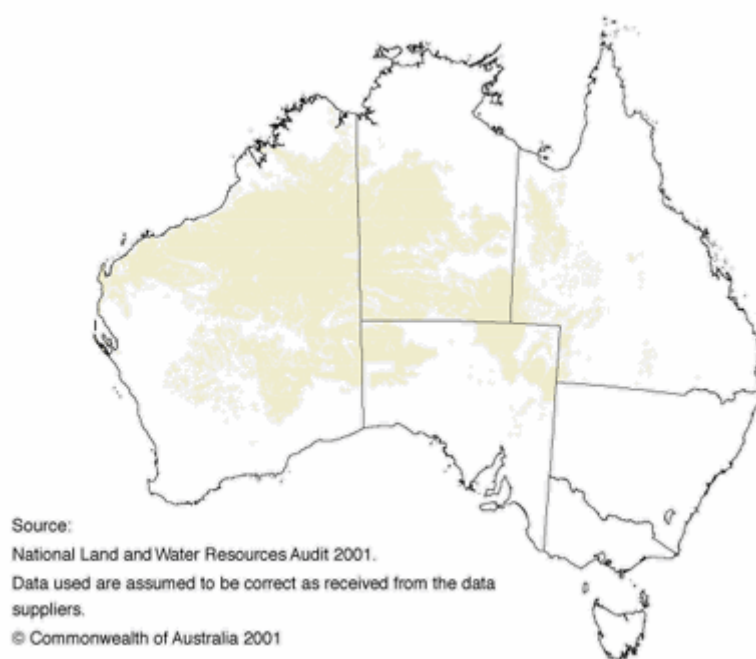 Source:
National Land and Water Resources Audit 2001.
Data used are assumed to be correct as received from the data
suppliers.
© Commonwealth of Australia 2001